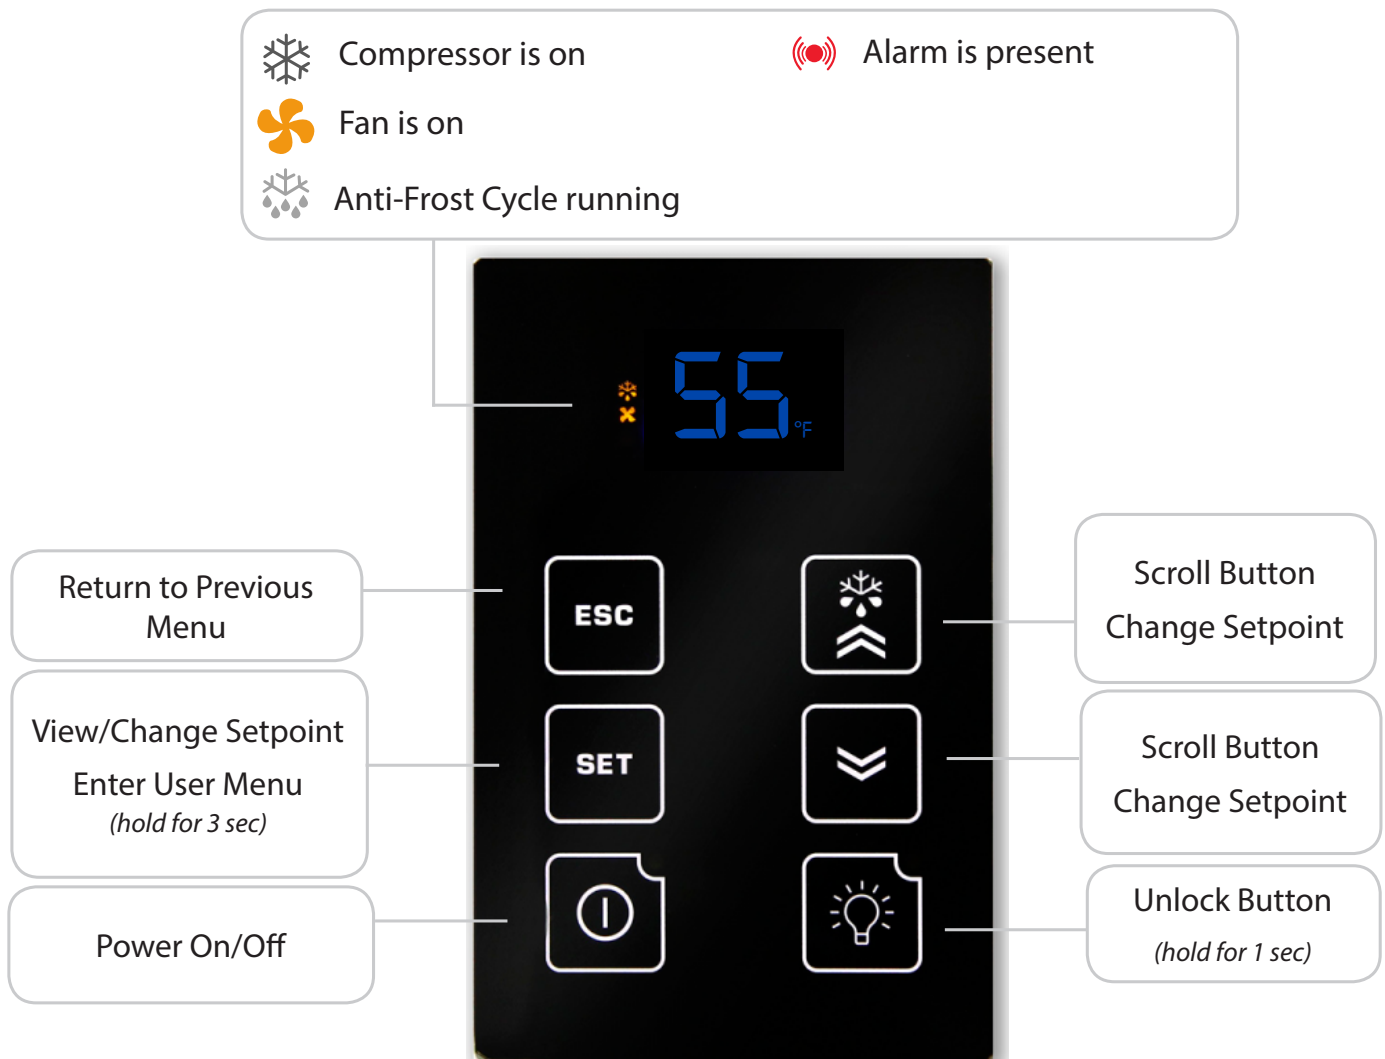 Compressor is on
Alarm is present
Fan is on
Anti-Frost Cycle running
55 °F
Return to Previous
Menu
ESC
Scroll Button
Change Setpoint
View/Change Setpoint
Enter User Menu
(hold for 3 sec)
SET
Scroll Button
Change Setpoint
Power On/Off
Unlock Button
(hold for 1 sec)